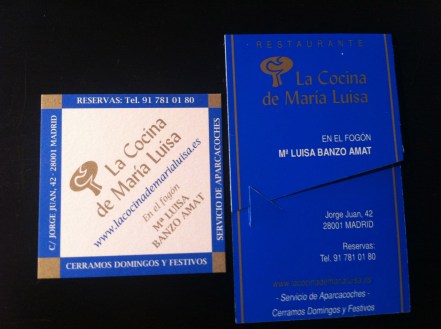 RESERVAS: Tel. 91 781 01 80
C/ JORGE JUAN, 42 · 28001 MADRID
La Cocina
de María Luisa
www.lacocinademarialuisa.es
En el fogón
Mª LUISA
BANZO AMAT
SERVICIO DE APARCACOCHES
CERRAMOS DOMINGOS Y FESTIVOS
RESTAURANTE
La Cocina
de María Luisa
EN EL FOGÓN
Mª LUISA BANZO AMAT
Jorge Juan, 42
28001 MADRID
Reservas:
Tel. 91 781 01 80
www.lacocinademarialuisa.es
- Servicio de Aparcacoches -
Cerramos Domingos y Festivos